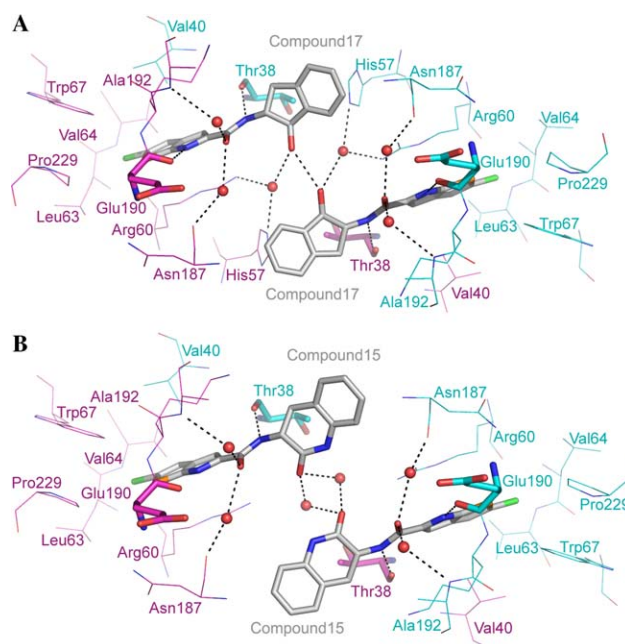 A
Val40
Compound17
His57
Asn187
Ala192
Thr38
Trp67
Arg60
Val64
Val64
Glu190
Pro229
Pro229
Leu63
Glu190
Leu63
Trp67
Arg60
Asn187
His57
Thr38
Val40
Compound17
Ala192
B
Val40
Compound15
Thr38
Asn187
Ala192
Trp67
Arg60
Val64
Val64
Glu190
Pro229
Glu190
Pro229
Leu63
Leu63
Trp67
Arg60
Thr38
Asn187
Val40
Compound15
Ala192